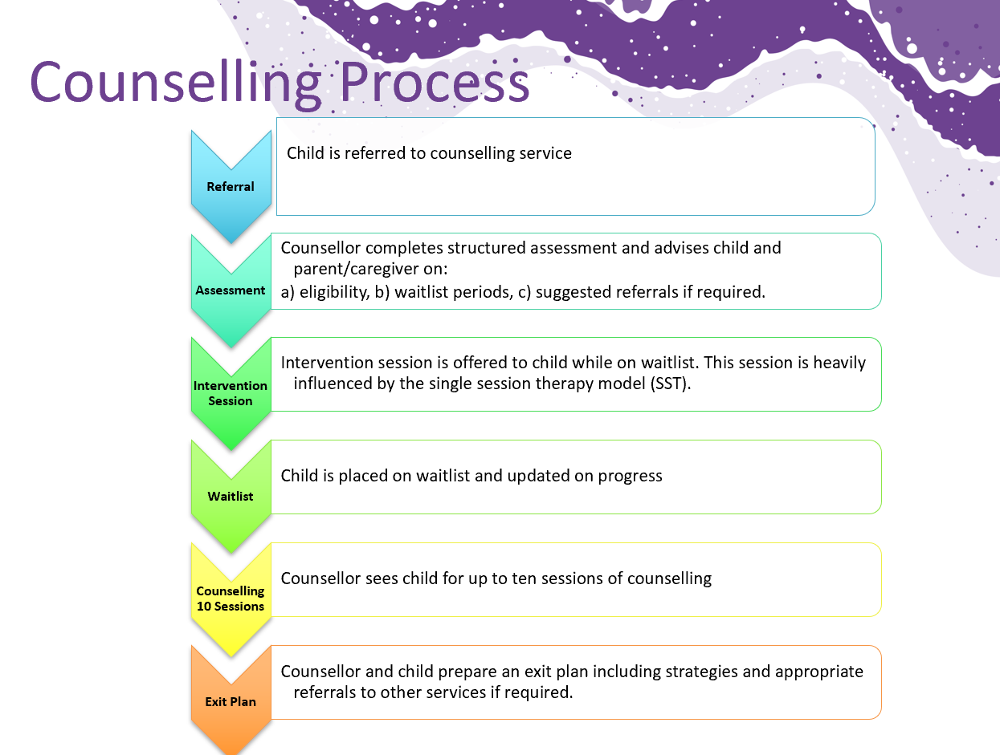 Counselling Process
Referral
Child is referred to counselling service
Assessment
Counsellor completes structured assessment and advises child and
parent/caregiver on:
a) eligibility, b) waitlist periods, c) suggested referrals if required.
Intervention
Session
Intervention session is offered to child while on waitlist. This session is heavily
influenced by the single session therapy model (SST).
Waitlist
Child is placed on waitlist and updated on progress
Counselling
10 Sessions
Counsellor sees child for up to ten sessions of counselling
Exit Plan
Counsellor and child prepare an exit plan including strategies and appropriate
referrals to other services if required.